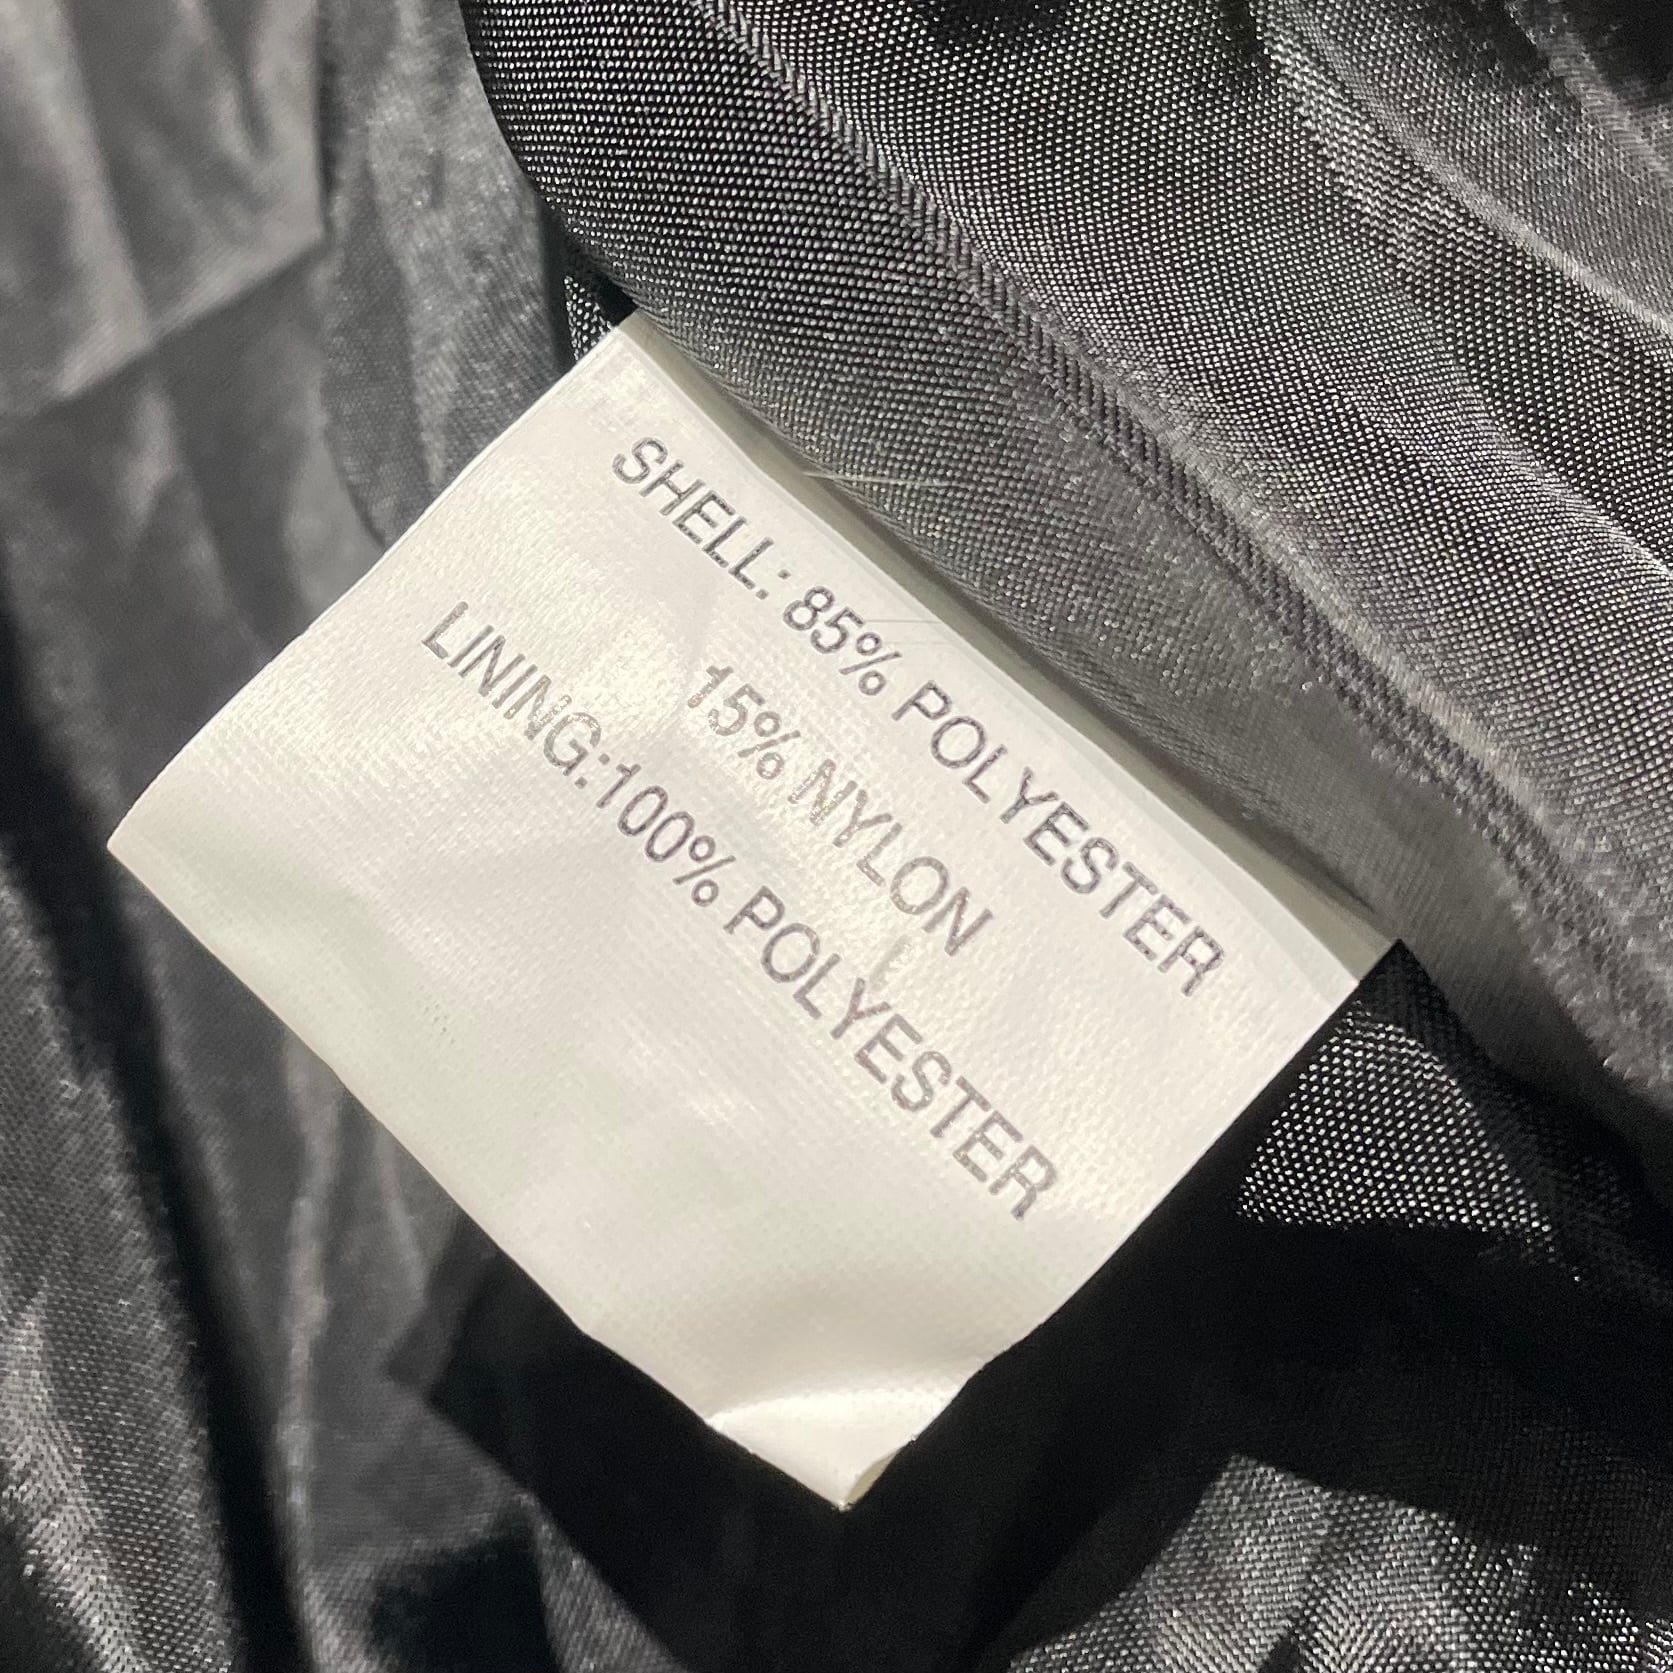 SHELL: 85% POLYESTER
15% NYLON
LINING:100% POLYESTER